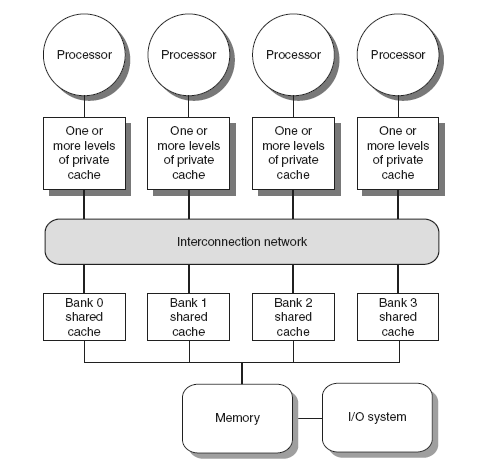 Processor
Processor
Processor
Processor
One or
more levels
of private
cache
One or
more levels
of private
cache
One or
more levels
of private
cache
One or
more levels
of private
cache
Interconnection network
Bank 0
shared
cache
Bank 1
shared
cache
Bank 2
shared
cache
Bank 3
shared
cache
Memory
I/O system